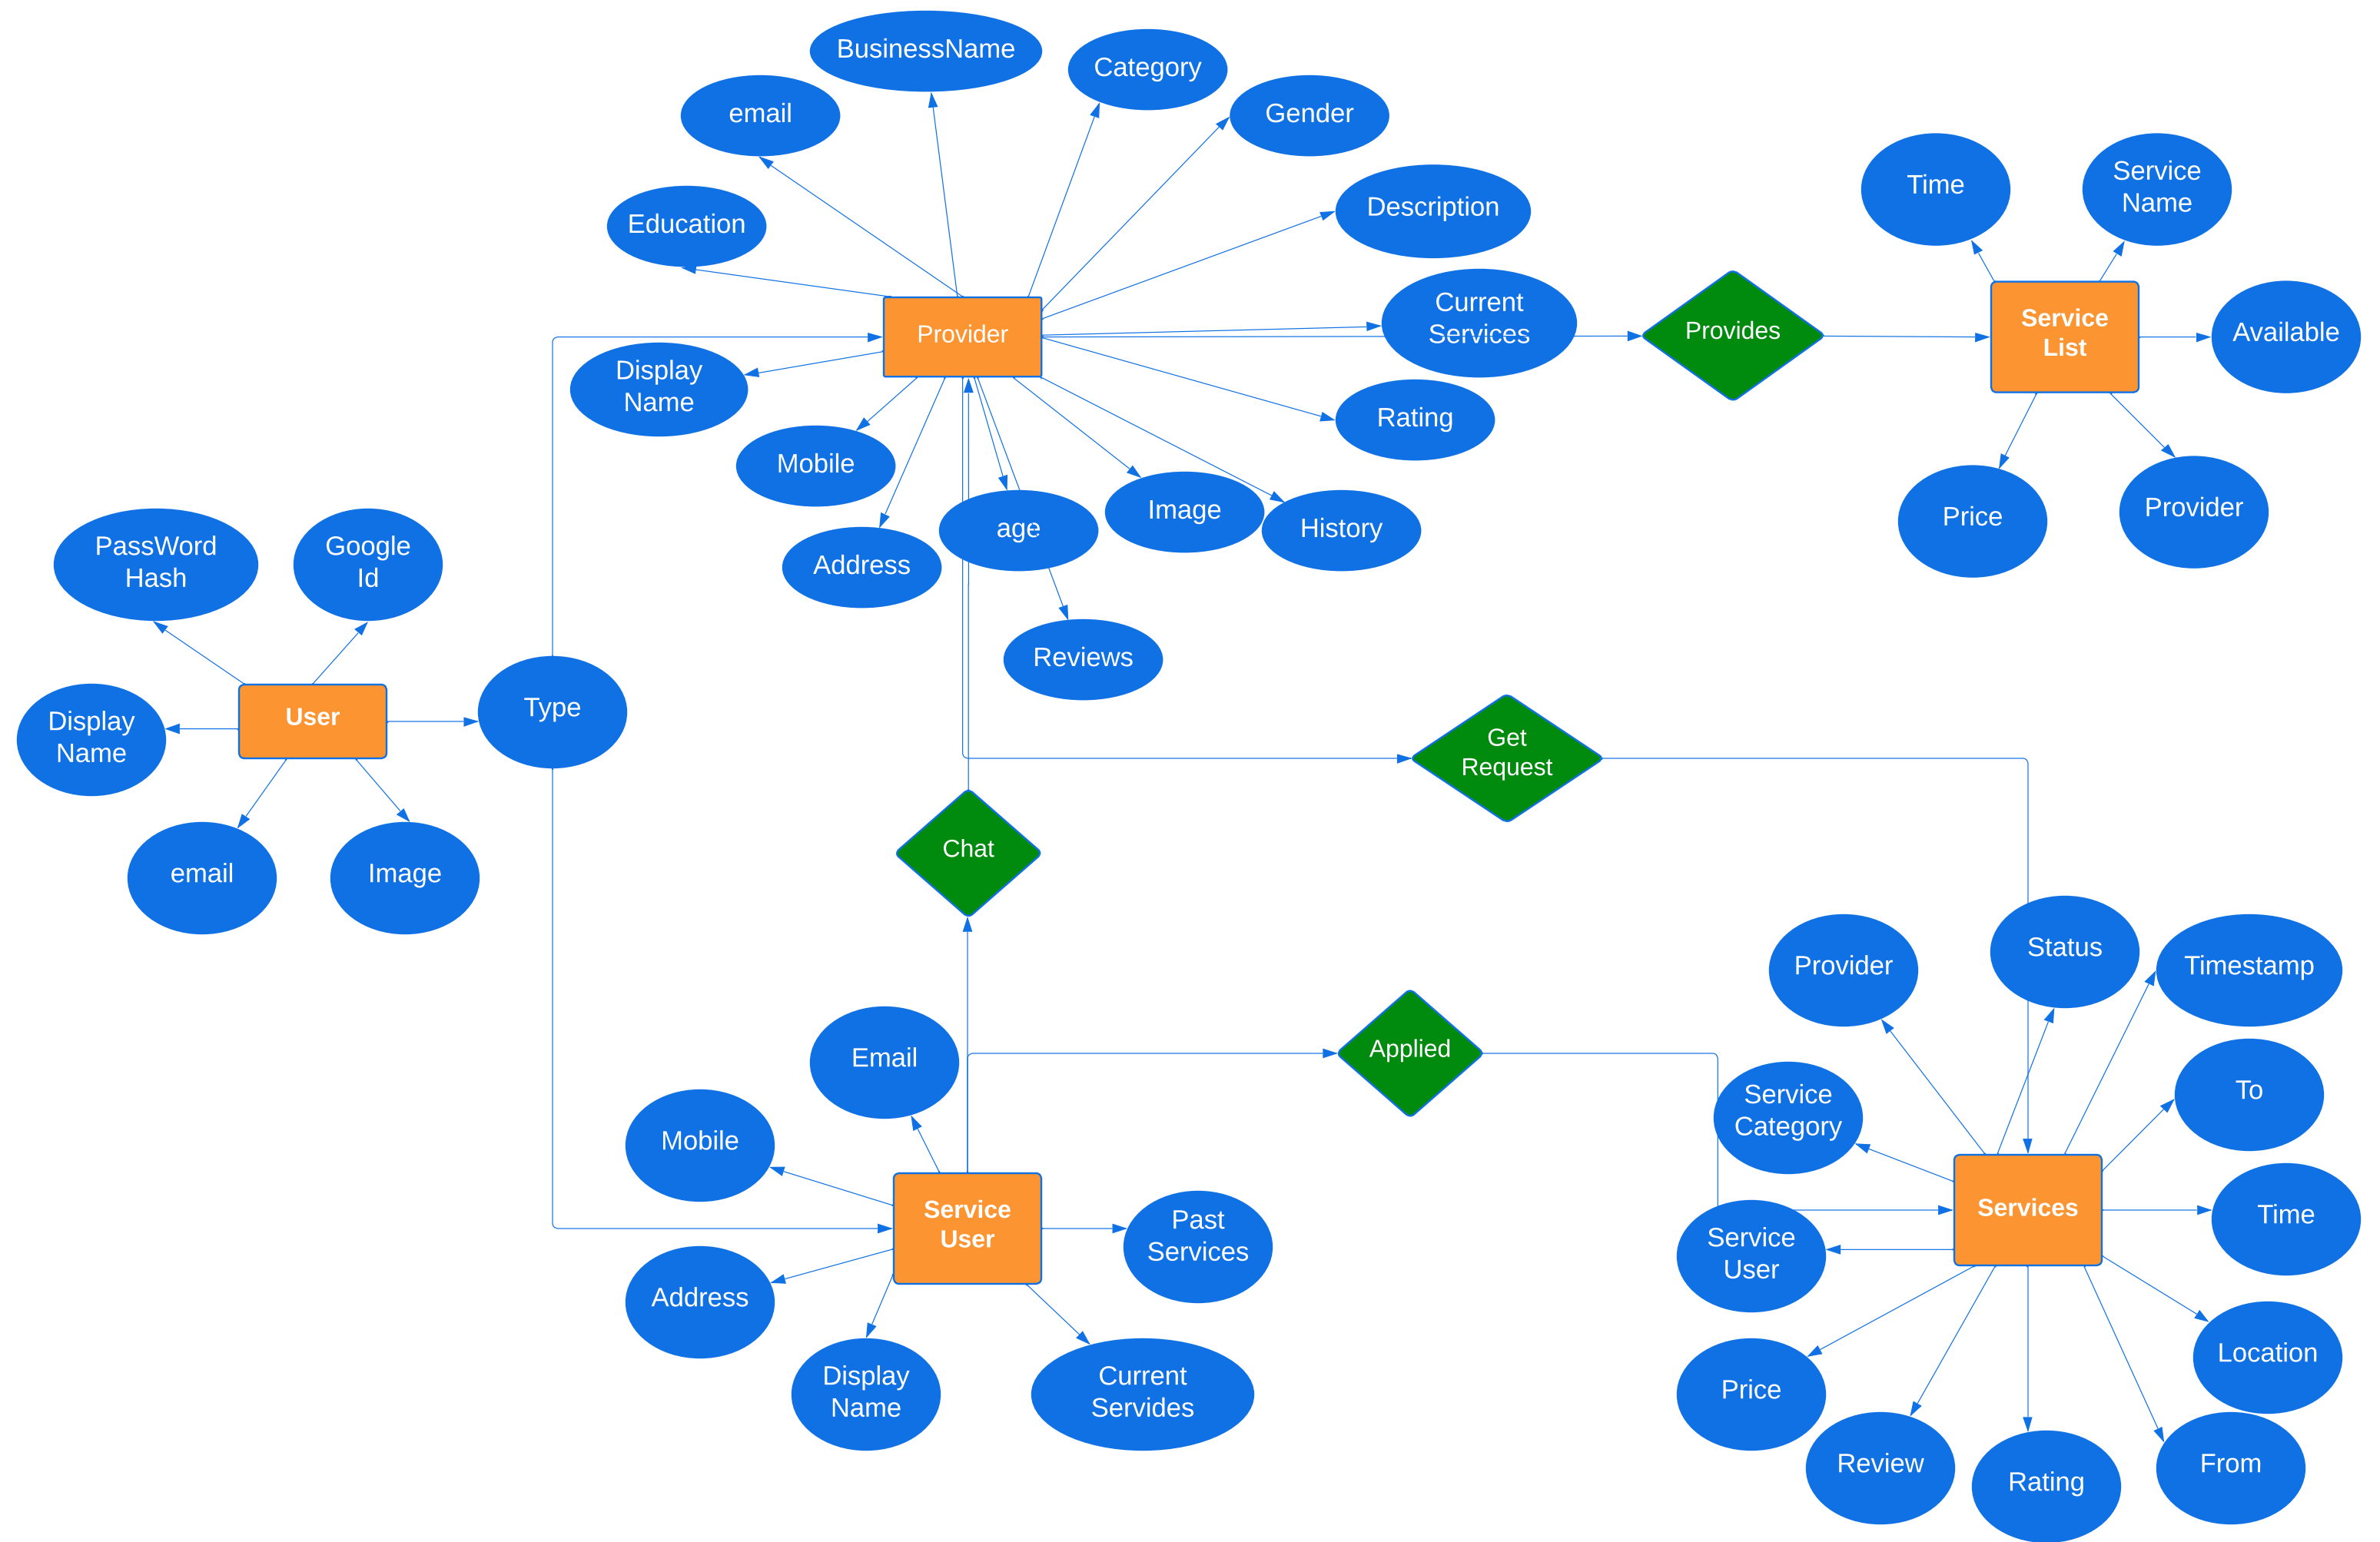 BusinessName
Category
email
Gender
Education
Description
Time
Service
Name
Current
Services
Provider
Provides
Service
List
Available
Display
Name
Rating
Mobile
Image
History
age
Address
Price
Provider
Reviews
PassWord
Hash
Google
Id
User
Type
Display
Name
email
Image
Get
Request
Chat
Status
Provider
Timestamp
Applied
Email
Mobile
Service
Category
To
Service
User
Past
Services
Services
Time
Service
User
Address
Display
Name
Current
Servides
Price
Location
Review
Rating
From